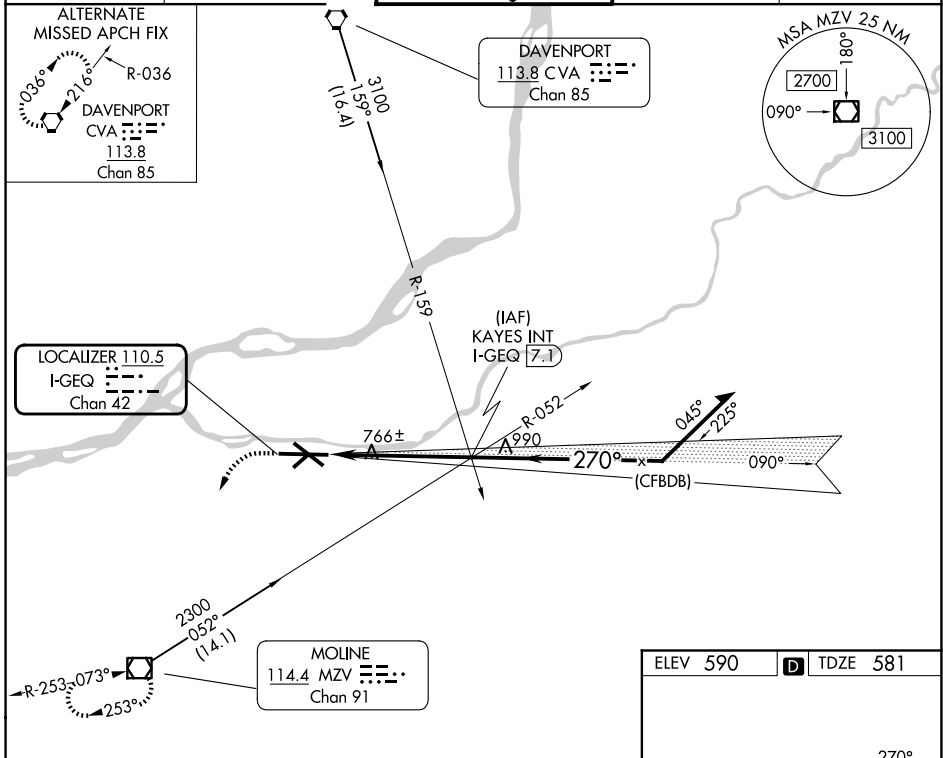 ALTERNATE
MISSED APCH FIX
R-036
036°
216°
DAVENPORT
CVA
113.8
Chan 85
3100
159°
(16.4)
DAVENPORT
113.8 CVA
Chan 85
MSA MZV 25 NM
180°
2700
090°
3100
R-159
(IAF)
KAYES INT
I-GEQ 7.1
LOCALIZER 110.5
I-GEQ
Chan 42
R-052
766±
990
045°
225°
270°
x
090°
(CFBDB)
2300
052°
(14.1)
R-253
073°
253°
MOLINE
114.4 MZV
Chan 91
ELEV 590 D TDZE 581
270°